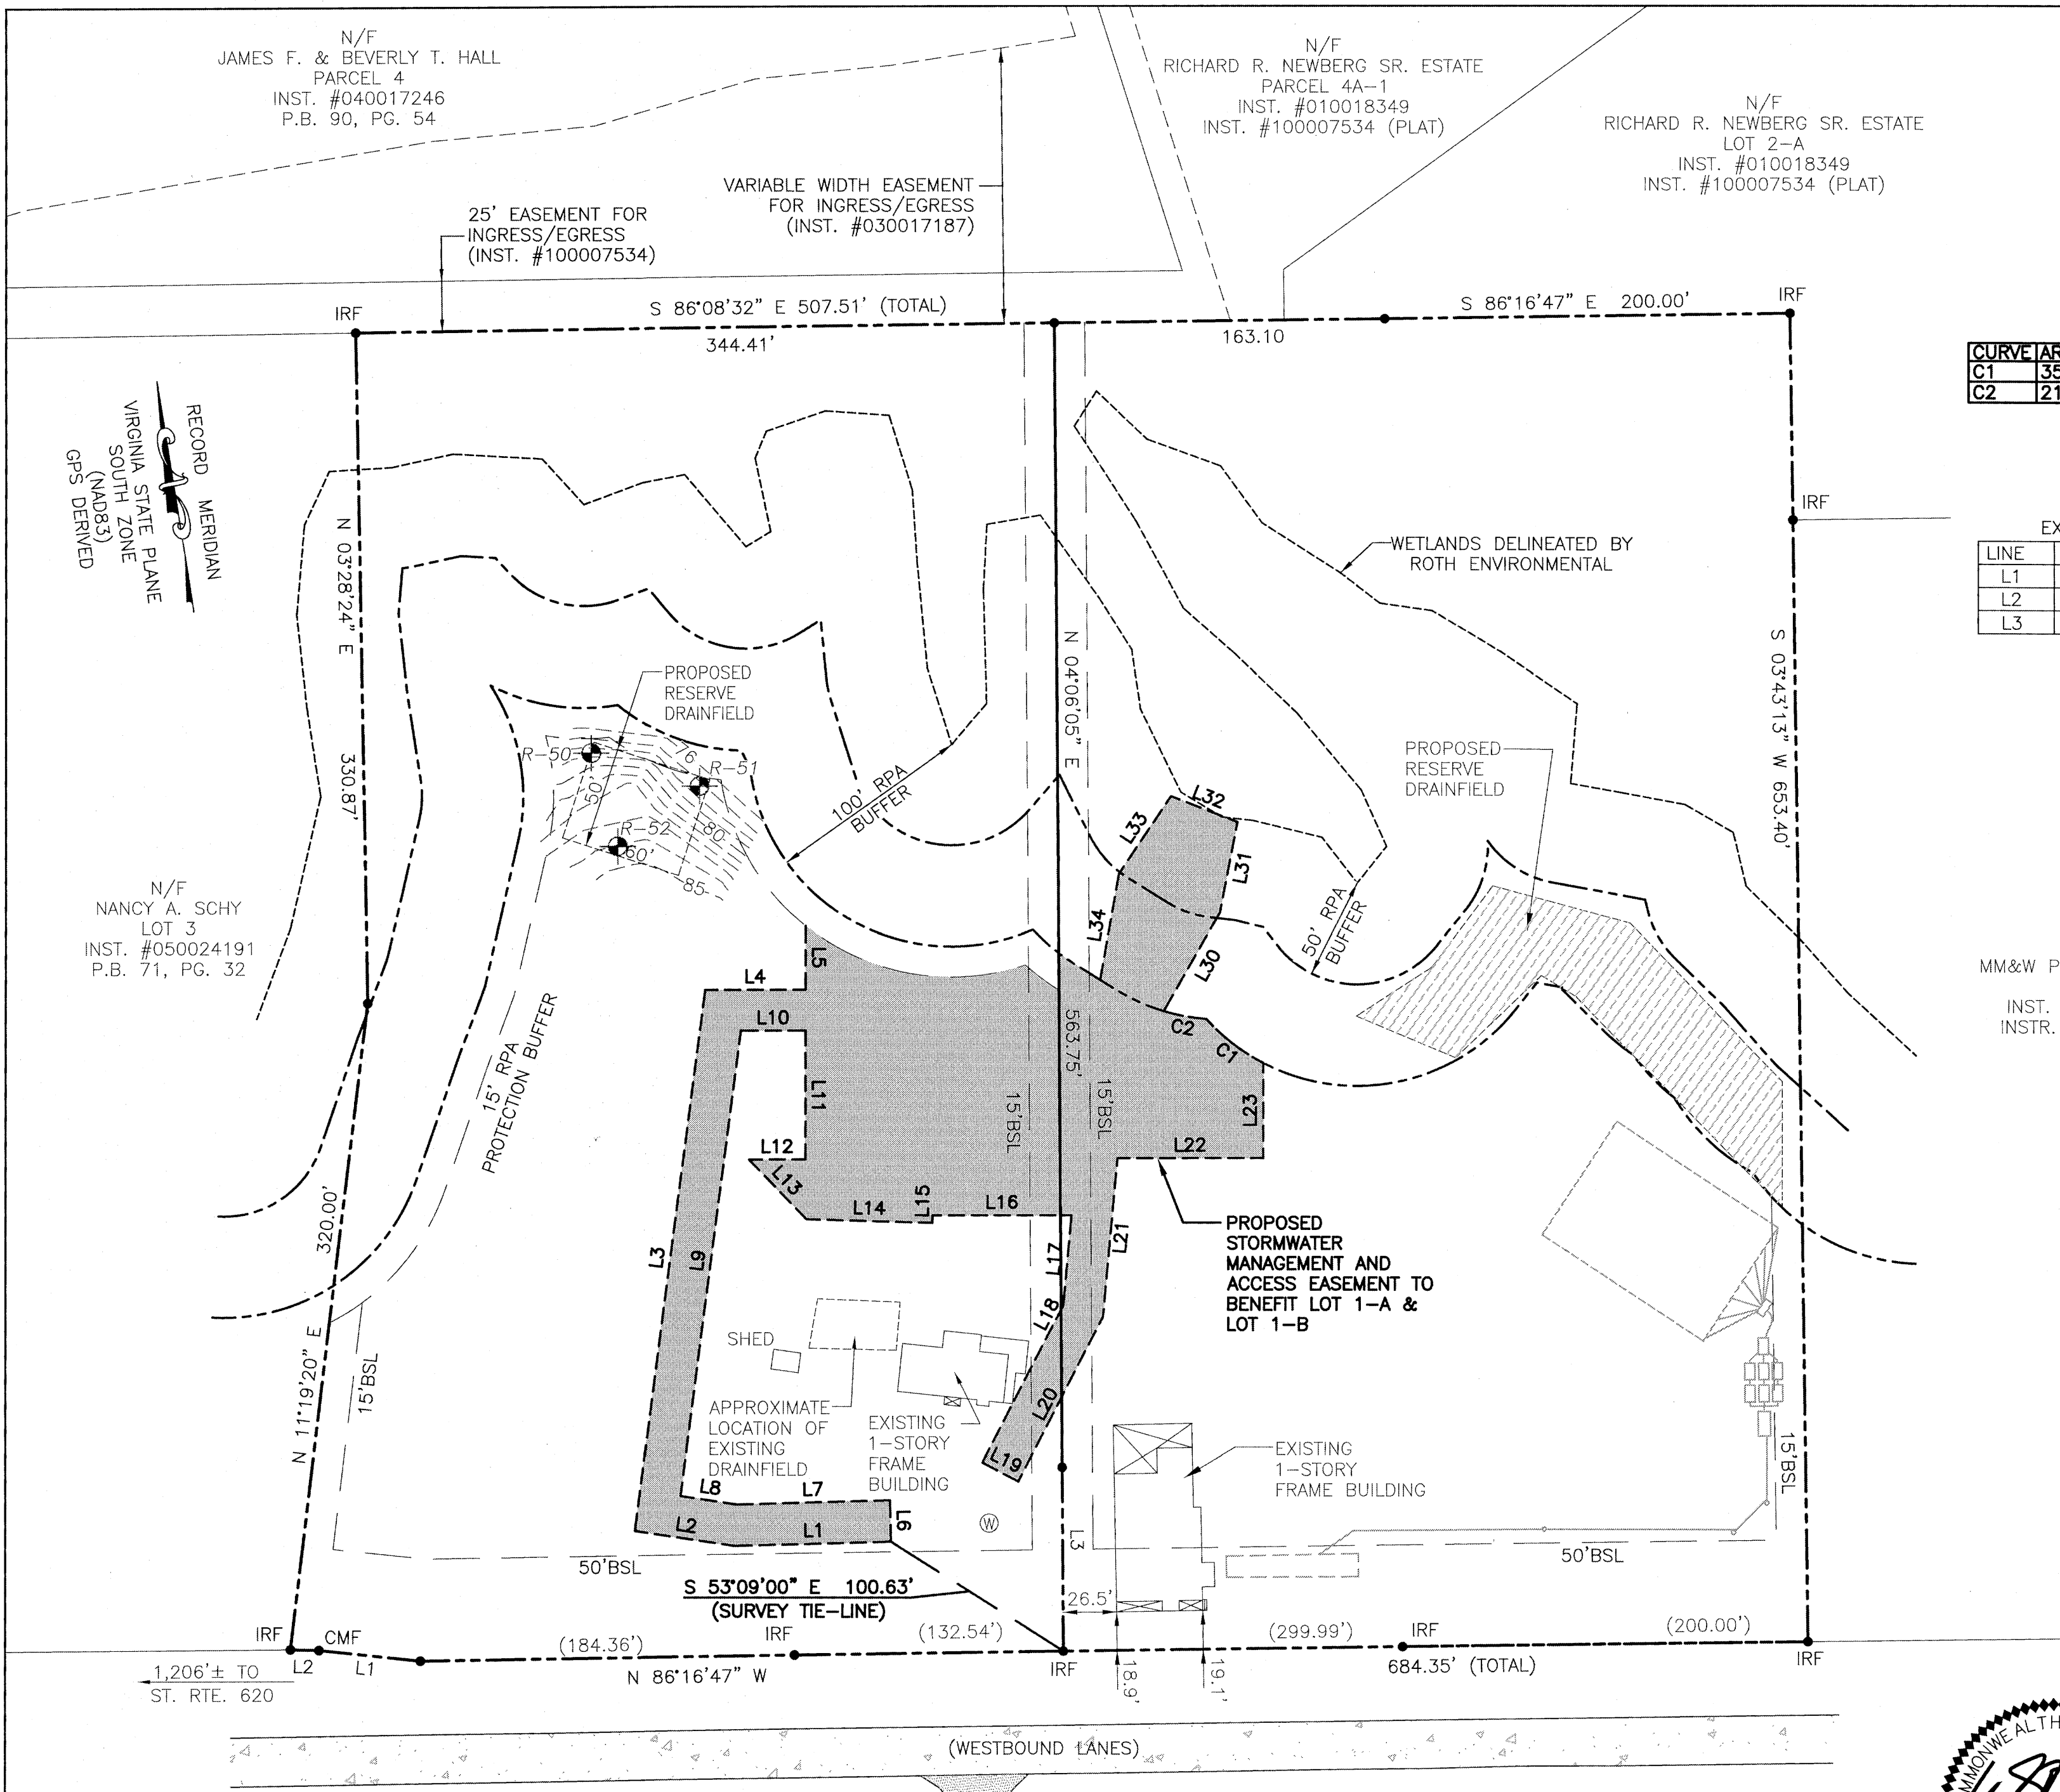 N/F
JAMES F. & BEVERLY T. HALL
PARCEL 4
INST. #040017246
P.B. 90, PG. 54
N/F
RICHARD R. NEWBERG SR. ESTATE
PARCEL 4A-1
INST. #010018349
INST. #100007534 (PLAT)
N/F
RICHARD R. NEWBERG SR. ESTATE
LOT 2-A
INST. #010018349
INST. #100007534 (PLAT)
VARIABLE WIDTH EASEMENT
FOR INGRESS/EGRESS
(INST. #030017187)
25' EASEMENT FOR
INGRESS/EGRESS
(INST. #100007534)
IRF
S 86°08'32" E 507.51' (TOTAL)
S 86°16'47" E 200.00'
IRF
344.41'
163.10
CURVE
C1 35
C2 21
RECORD MERIDIAN
VIRGINIA STATE PLANE
SOUTH ZONE
(NAD83)
GPS DERIVED
IRF
N 03°28'24" E
330.87'
N 04°06'05" E
563.75'
S 03°43'13" W 653.40'
WETLANDS DELINEATED BY
ROTH ENVIRONMENTAL
LINE
L1
L2
L3
PROPOSED
RESERVE
DRAINFIELD
R-50
R-51
R-52
76
80
85
50'
60'
100' RPA
BUFFER
PROPOSED
RESERVE
DRAINFIELD
50' RPA
BUFFER
L32
L33
L31
L34
L30
N/F
NANCY A. SCHY
LOT 3
INST. #050024191
P.B. 71, PG. 32
MM&W P
INST.
INSTR.
L5
L4
L10
C2
C1
15' RPA
PROTECTION BUFFER
L11
15'BSL
15'BSL
L23
L12
L22
L13
L14
L15
L16
L3
L9
L17
L21
L18
PROPOSED
STORMWATER
MANAGEMENT AND
ACCESS EASEMENT TO
BENEFIT LOT 1-A &
LOT 1-B
320.00'
N 11°19'20" E
15'BSL
SHED
APPROXIMATE
LOCATION OF
EXISTING
DRAINFIELD
EXISTING
1-STORY
FRAME
BUILDING
L20
L19
EXISTING
1-STORY
FRAME BUILDING
15'BSL
L8
L7
L6
L2
L1
W
L3
50'BSL
50'BSL
S 53°09'00" E 100.63'
(SURVEY TIE-LINE)
26.5'
IRF
CMF
L2
L1
(184.36')
IRF
(132.54')
(299.99')
IRF
(200.00')
N 86°16'47" W
IRF
18.9'
19.1'
684.35' (TOTAL)
IRF
1,206'± TO
ST. RTE. 620
(WESTBOUND LANES)